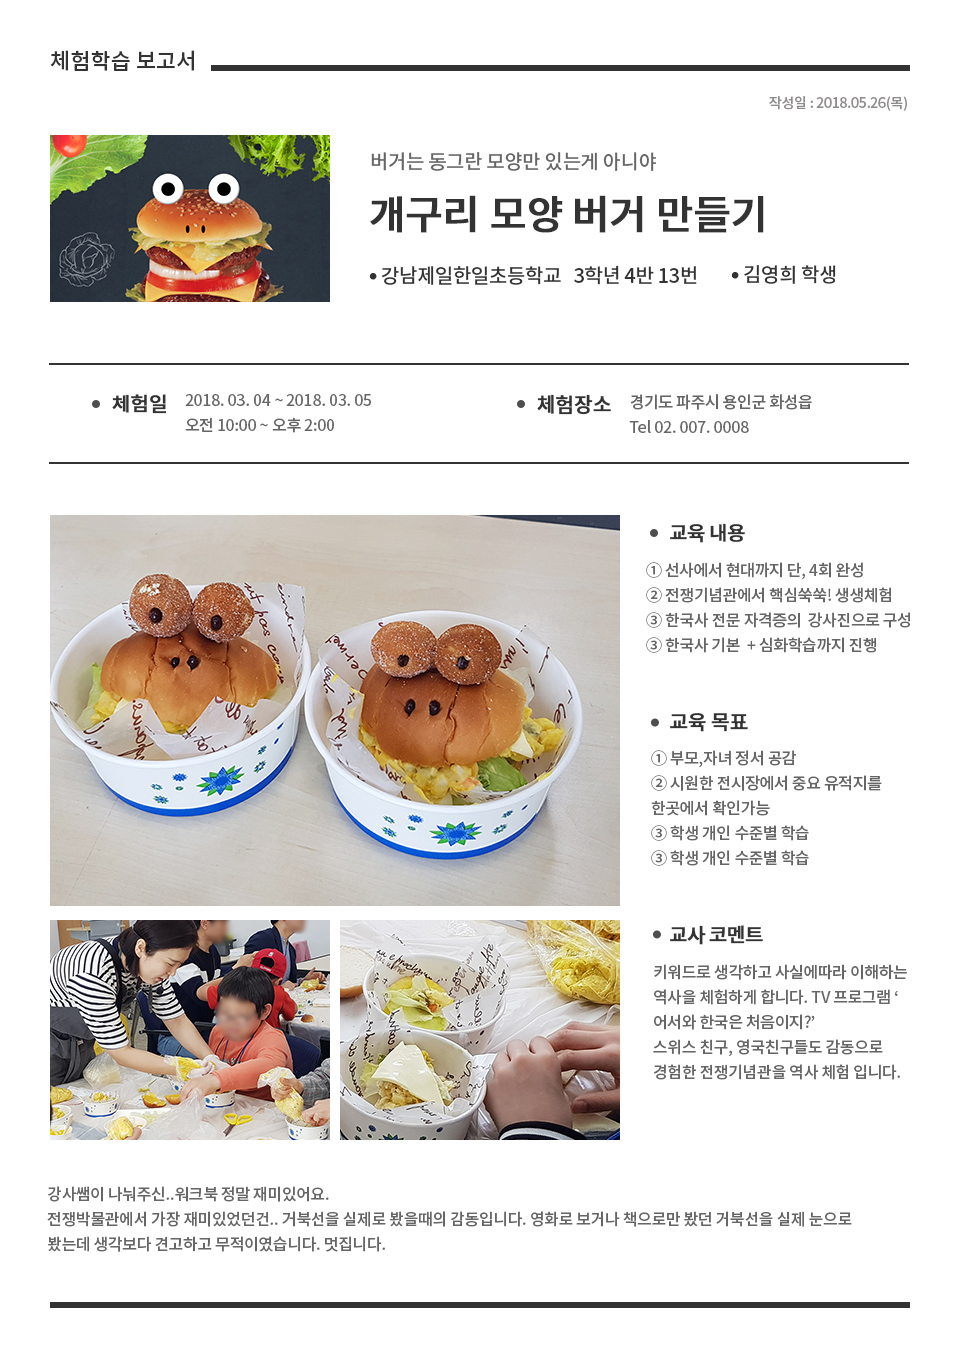 체험학습 보고서
작성일 : 2018.05.26(목)
버거는 동그란 모양만 있는게 아니야
개구리 모양 버거 만들기
• 강남제일한일초등학교 3학년 4반 13번 • 김영희 학생
• 체험일 2018. 03. 04 ~ 2018. 03. 05
오전 10:00 ~ 오후 2:00
• 체험장소 경기도 파주시 용인군 화성읍
Tel 02. 007. 0008
• 교육 내용
① 선사에서 현대까지 단, 4회 완성
② 전쟁기념관에서 핵심쑥쑥! 생생체험
③ 한국사 전문 자격증의 강사진으로 구성
③ 한국사 기본 + 심화학습까지 진행
• 교육 목표
① 부모,자녀 정서 공감
② 시원한 전시장에서 중요 유적지를
한곳에서 확인가능
③ 학생 개인 수준별 학습
③ 학생 개인 수준별 학습
• 교사 코멘트
키워드로 생각하고 사실에따라 이해하는
역사을 체험하게 합니다. TV 프로그램 ‘
어서와 한국은 처음이지?’
스위스 친구, 영국친구들도 감동으로
경험한 전쟁기념관을 역사 체험 입니다.
강사쌤이 나눠주신..워크북 정말 재미있어요.
전쟁박물관에서 가장 재미있었던건.. 거북선을 실제로 봤을때의 감동입니다. 영화로 보거나 책으로만 봤던 거북선을 실제 눈으로
봤는데 생각보다 견고하고 무적이였습니다. 멋집니다.